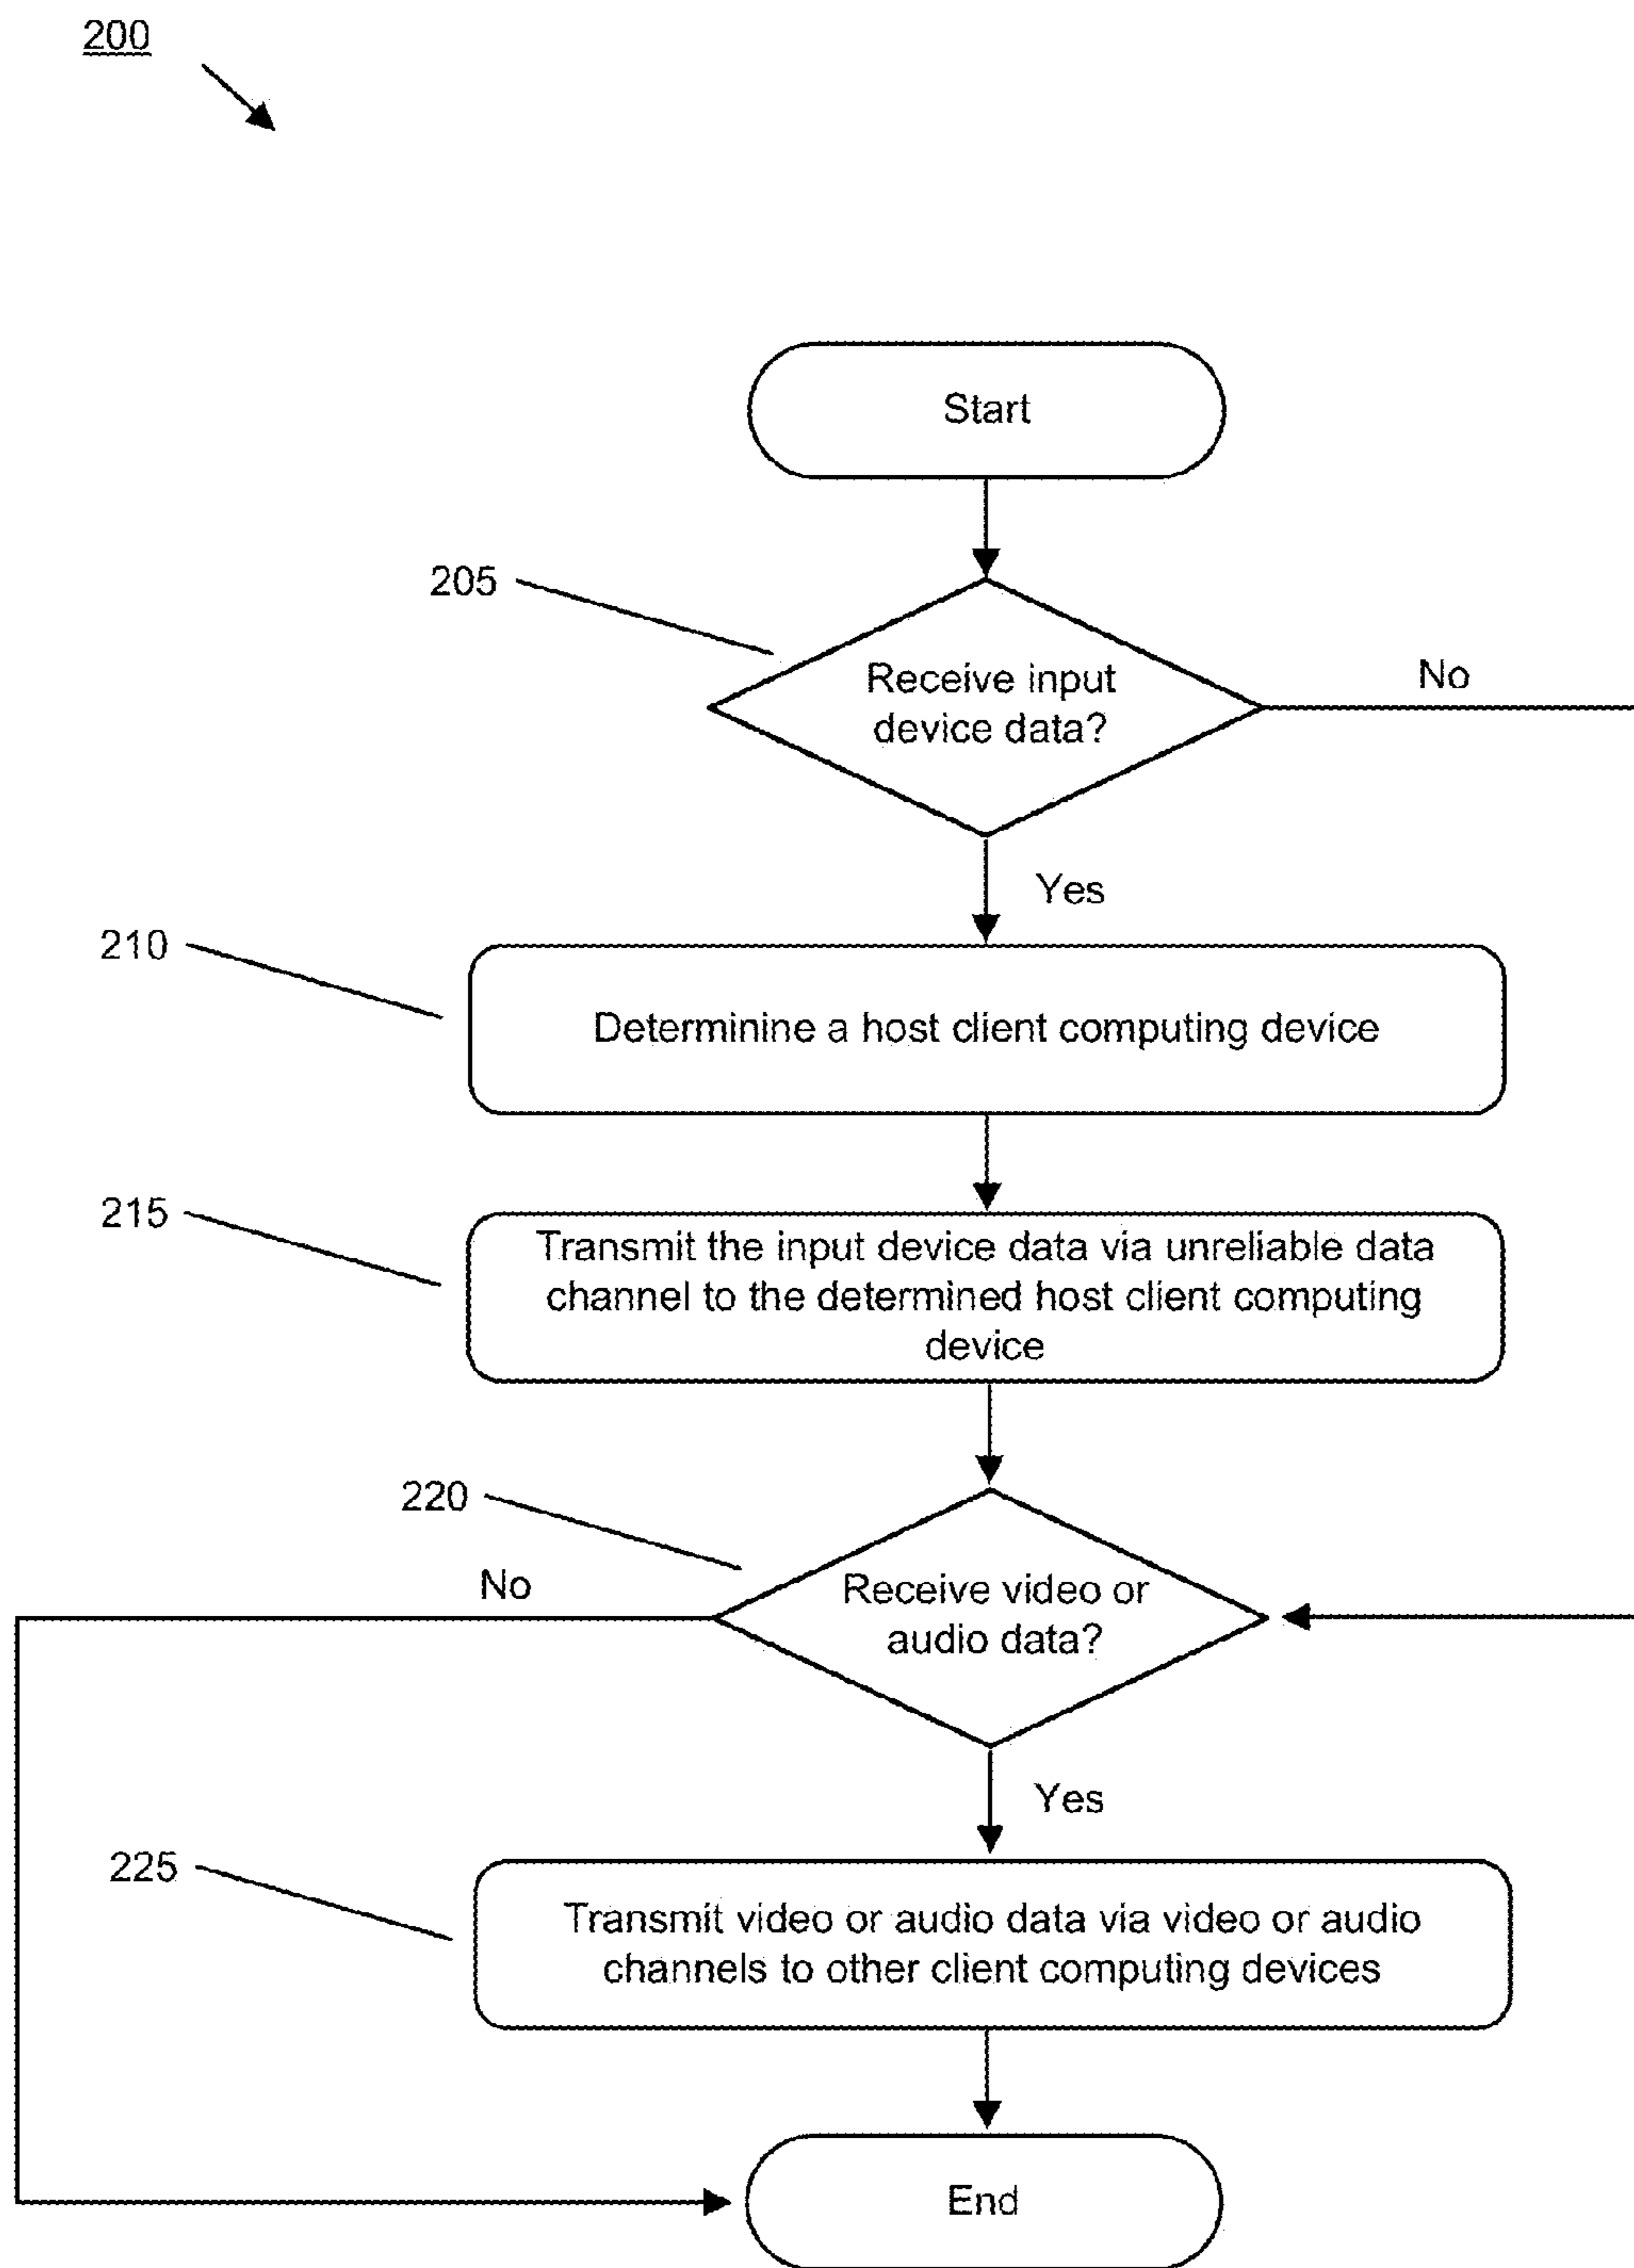 200
Start
205
Receive input
device data?
No
Yes
210
Determinine a host client computing device
215
Transmit the input device data via unreliable data
channel to the determined host client computing
device
220
No
Receive video or
audio data?
Yes
225
Transmit video or audio data via video or audio
channels to other client computing devices
End